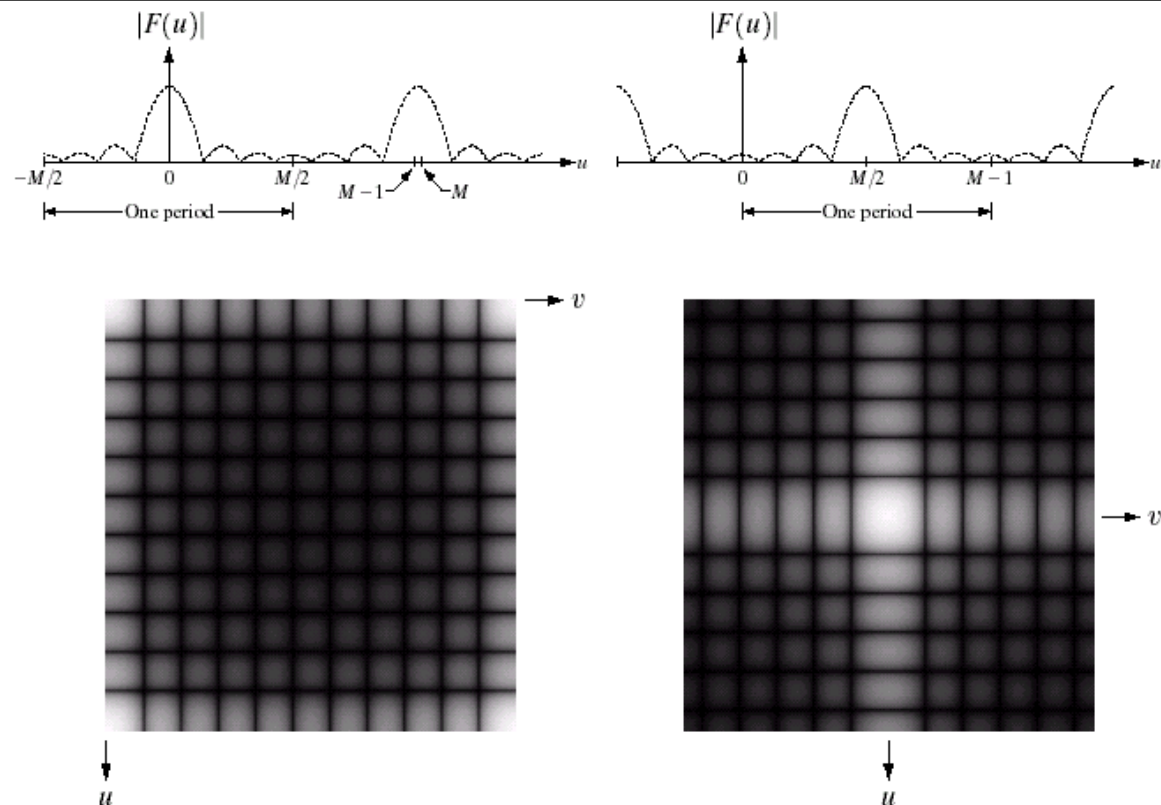 |F(u)|
|F(u)|
u
u
−M/2 0 M/2 M − 1 M
0 M/2 M − 1
One period
One period
v
v
u
u